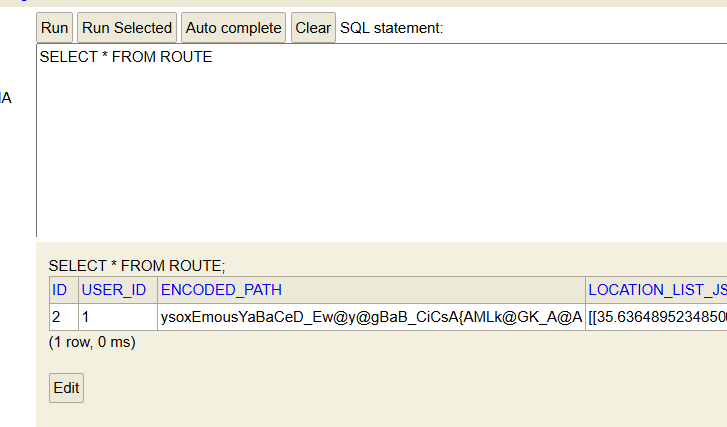 Run Run Selected Auto complete Clear SQL statement:
SELECT * FROM ROUTE
IA
SELECT * FROM ROUTE;
ID USER_ID ENCODED_PATH LOCATION_LIST_JS
2 1 ysoxEmousYaBaCeD_Ew@y@gBaB_CiCsA{AMLk@GK_A@A [[35.6364895234850
(1 row, 0 ms)
Edit